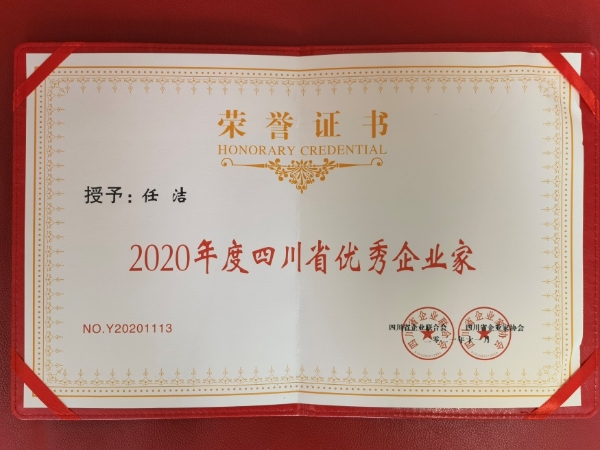 荣誉证书
HONORARY CREDENTIAL
授予：任 洁
2020年度四川省优秀企业家
NO.Y20201113
四川省企业联合会 四川省企业家协会